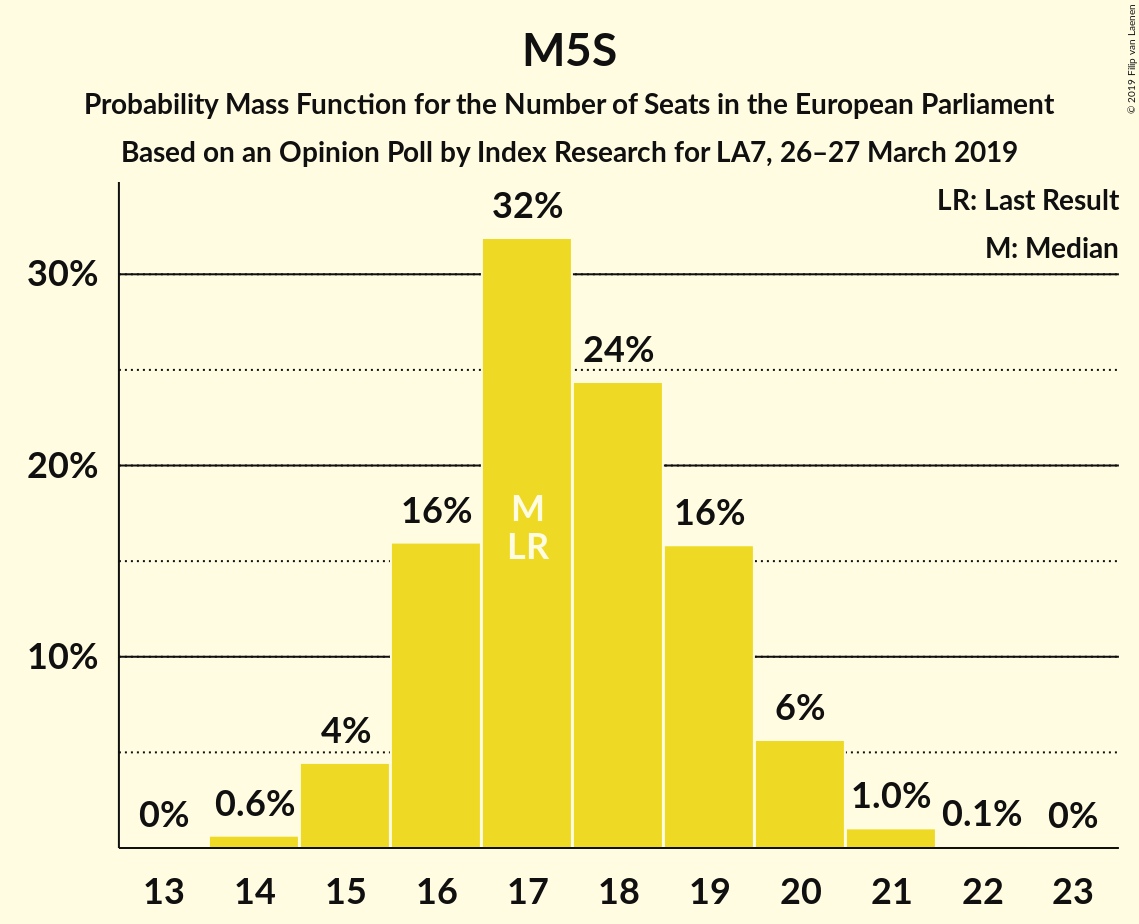 M5S
Probability Mass Function for the Number of Seats in the European Parliament
Based on an Opinion Poll by Index Research for LA7, 26–27 March 2019
© 2019 Filip van Laenen
LR: Last Result
M: Median
30%
20%
10%
0%
0.6%
4%
16%
32%
24%
16%
6%
1.0%
0.1%
0%
M
LR
13 14 15 16 17 18 19 20 21 22 23